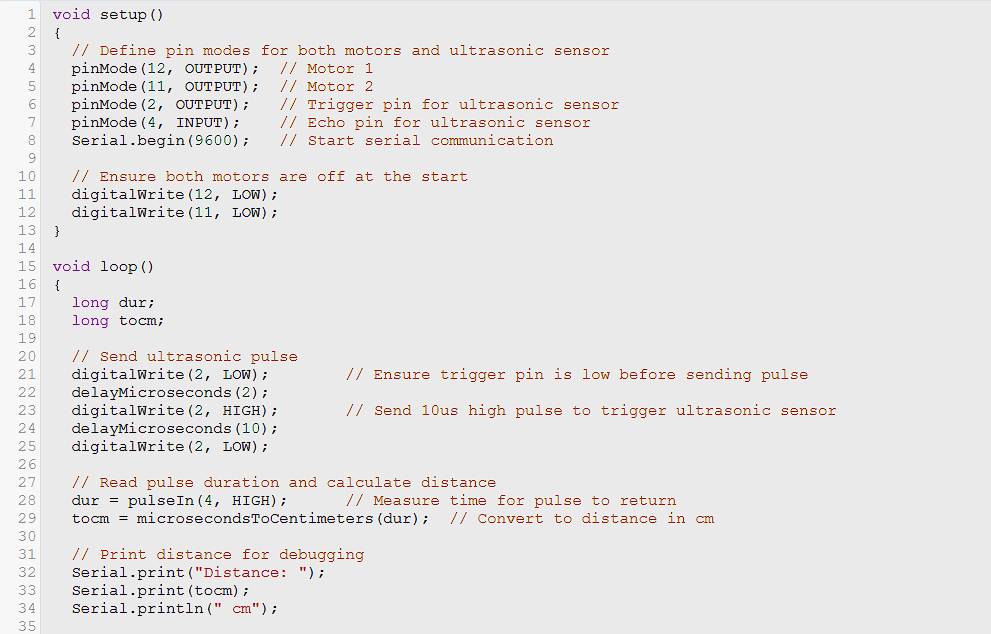 1 void setup()
2 {
3   // Define pin modes for both motors and ultrasonic sensor
4   pinMode(12, OUTPUT);  // Motor 1
5   pinMode(11, OUTPUT);  // Motor 2
6   pinMode(2, OUTPUT);   // Trigger pin for ultrasonic sensor
7   pinMode(4, INPUT);    // Echo pin for ultrasonic sensor
8   Serial.begin(9600);   // Start serial communication
9
10   // Ensure both motors are off at the start
11   digitalWrite(12, LOW);
12   digitalWrite(11, LOW);
13 }
14
15 void loop()
16 {
17   long dur;
18   long tocm;
19
20   // Send ultrasonic pulse
21   digitalWrite(2, LOW);        // Ensure trigger pin is low before sending pulse
22   delayMicroseconds(2);
23   digitalWrite(2, HIGH);       // Send 10us high pulse to trigger ultrasonic sensor
24   delayMicroseconds(10);
25   digitalWrite(2, LOW);
26
27   // Read pulse duration and calculate distance
28   dur = pulseIn(4, HIGH);      // Measure time for pulse to return
29   tocm = microsecondsToCentimeters(dur);  // Convert to distance in cm
30
31   // Print distance for debugging
32   Serial.print("Distance: ");
33   Serial.print(tocm);
34   Serial.println(" cm");
35